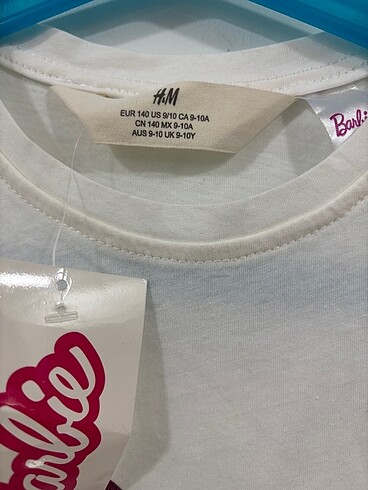 H&M
EUR 140 US 9/10 CA 9-10A
CN 140 MX 9-10A
AUS 9-10 UK 9-10Y
Barbie
Barbie